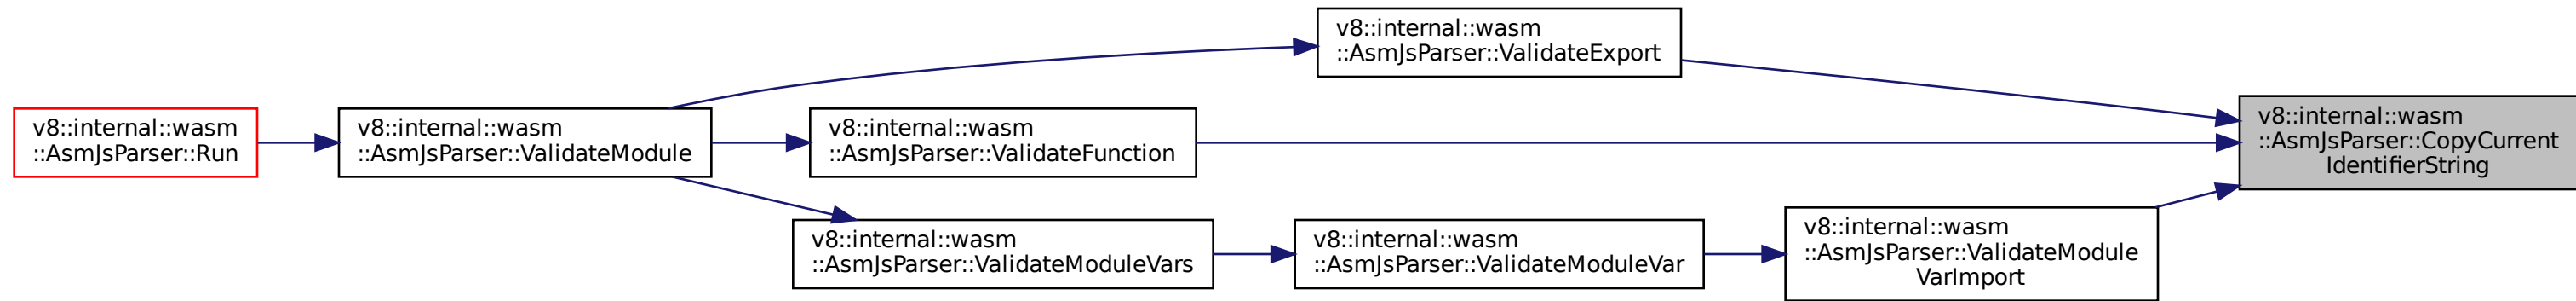 v8::internal::wasm
::AsmJsParser::Run
v8::internal::wasm
::AsmJsParser::ValidateModule
v8::internal::wasm
::AsmJsParser::ValidateExport
v8::internal::wasm
::AsmJsParser::ValidateFunction
v8::internal::wasm
::AsmJsParser::ValidateModuleVars
v8::internal::wasm
::AsmJsParser::ValidateModuleVar
v8::internal::wasm
::AsmJsParser::ValidateModule
VarImport
v8::internal::wasm
::AsmJsParser::CopyCurrent
IdentifierString